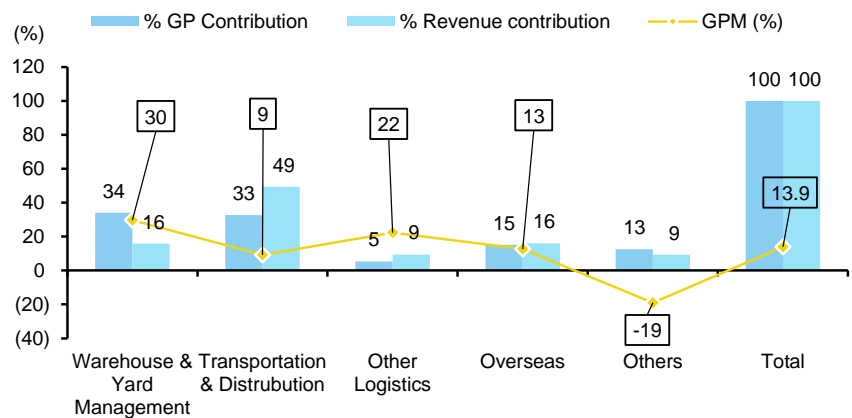 % GP Contribution % Revenue contribution GPM (%)
(%)
120
100
80
60
40
20
0
(20)
(40)
30 9 22 13 13.9 -19
34 16 33 49 5 9 15 16 13 9 100 100
Warehouse & Yard Management
Transportation & Distrubution
Other Logistics
Overseas
Others
Total